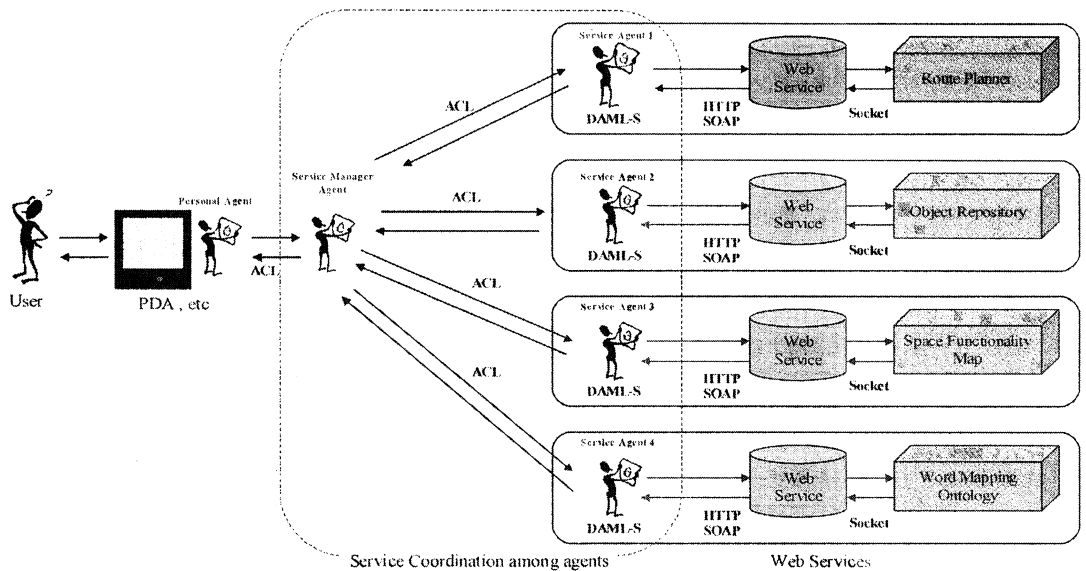 User
PDA , etc
Personal Agent
ACL
Service Manager
Agent
ACL
ACL
ACL
ACL
Service Agent 1
DAML-S
HTTP
SOAP
Web
Service
Socket
Route Planner
Service Agent 2
DAML-S
HTTP
SOAP
Web
Service
Socket
Object Repository
Service Agent 3
DAML-S
HTTP
SOAP
Web
Service
Socket
Space Functionality
Map
Service Agent 4
DAML-S
HTTP
SOAP
Web
Service
Socket
Word Mapping
Ontology
Service Coordination among agents
Web Services